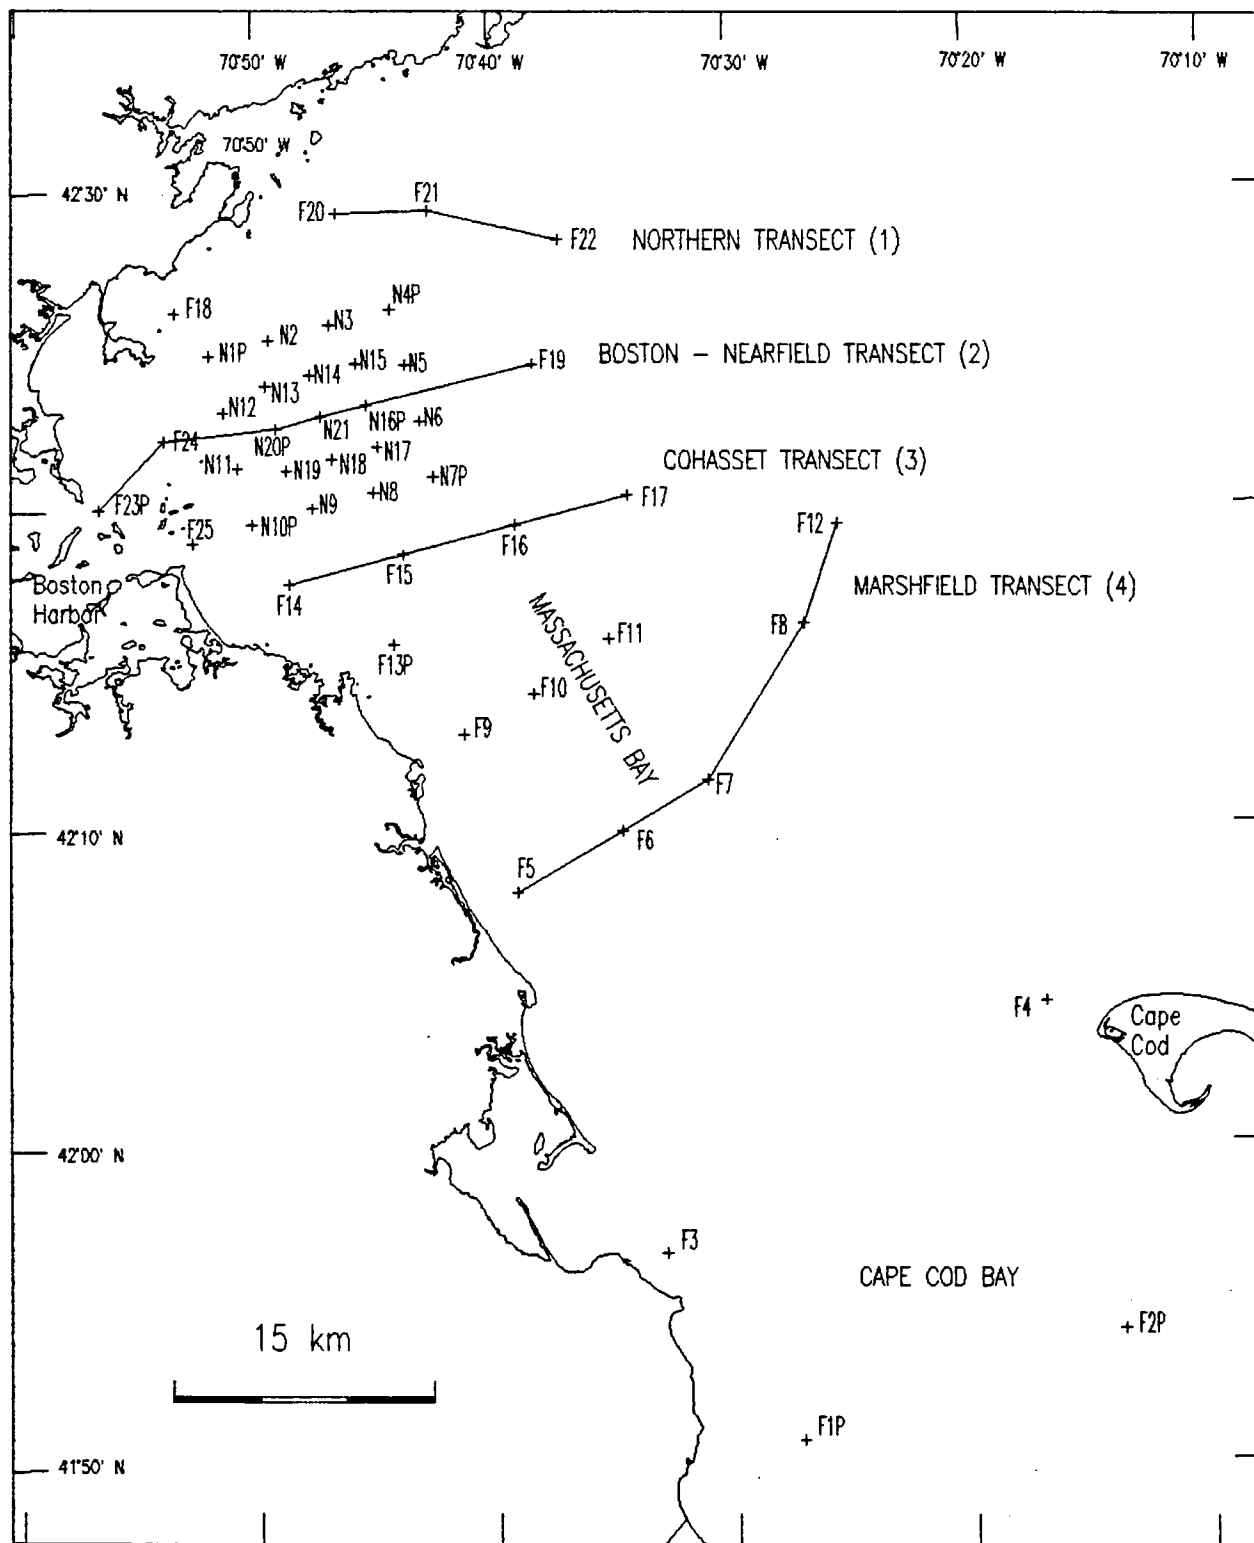 70°50' W
70°40' W
70°30' W
70°20' W
70°10' W
70°50' W
42°30' N
F20
F21
F22
NORTHERN TRANSECT (1)
F18
N4P
N3
N2
N1P
N15
N5
F19
BOSTON – NEARFIELD TRANSECT (2)
N14
N13
N12
N21
N16P
N6
F24
N20P
N11
N19
N18
N17
N7P
COHASSET TRANSECT (3)
F23P
F25
N10P
N9
N8
F17
F16
F12
Boston
Harbor
F14
F15
MARSHFIELD TRANSECT (4)
MASSACHUSETTS BAY
F8
F11
F13P
F10
F9
F7
42°10' N
F6
F5
F4
Cape
Cod
42°00' N
F3
CAPE COD BAY
F2P
15 km
F1P
41°50' N